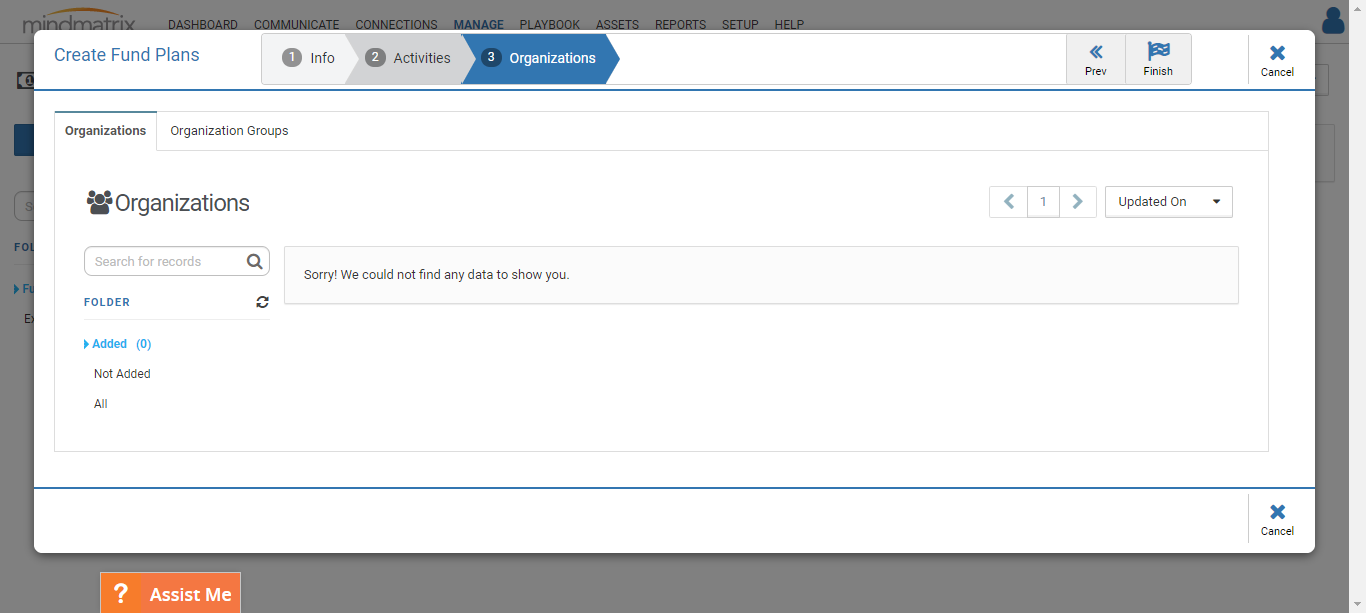 mindmatrix
DASHBOARD COMMUNICATE CONNECTIONS MANAGE PLAYBOOK ASSETS REPORTS SETUP HELP
Create Fund Plans
1 Info 2 Activities 3 Organizations
Prev
Finish
Cancel
Organizations Organization Groups
Organizations
1
Updated On
Search for records
Sorry! We could not find any data to show you.
FOLDER
Added (0)
Not Added
All
Cancel
? Assist Me